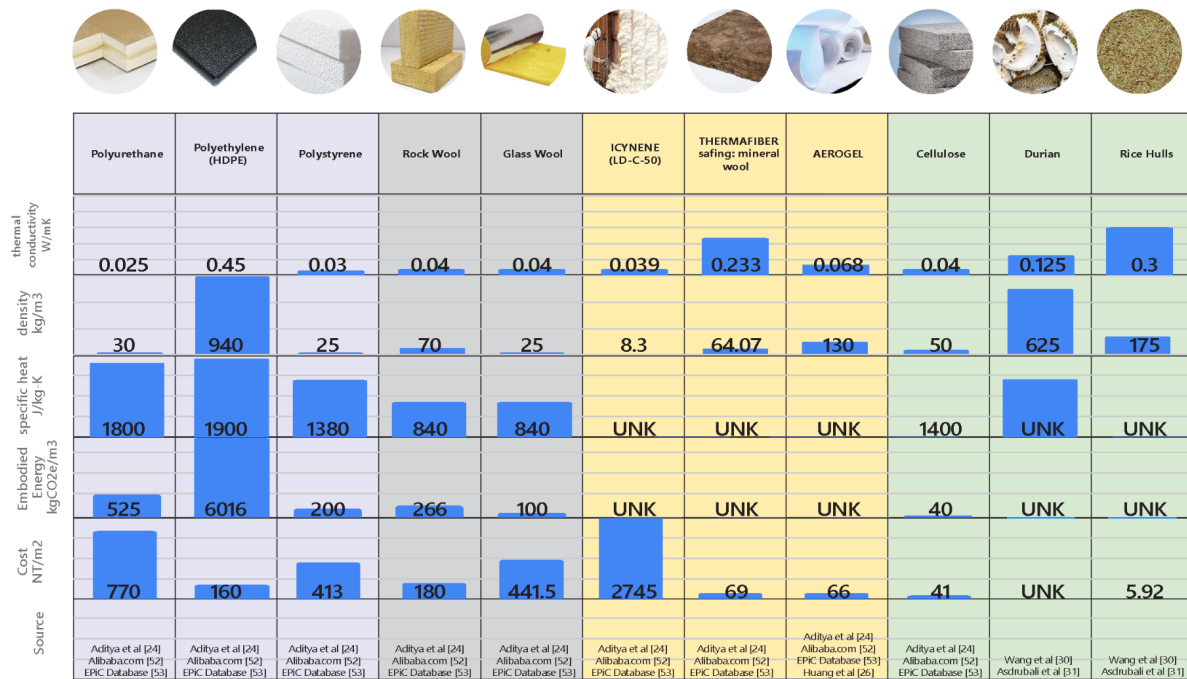 Polyurethane
Polyethylene
(HDPE)
Polystyrene
Rock Wool
Glass Wool
ICYNENE
(LD-C-50)
THERMAFIBER
safing: mineral
wool
AEROGEL
Cellulose
Durian
Rice Hulls
thermal
conductivity
W/mK
0.025
0.45
0.03
0.04
0.04
0.039
0.233
0.068
0.04
0.125
0.3
density
kg/m3
30
940
25
70
25
8.3
64.07
130
50
625
175
specific heat
J/kg-K
1800
1900
1380
840
840
UNK
UNK
UNK
1400
UNK
UNK
Embodied
Energy
kgCO2e/m3
525
6016
200
266
100
UNK
UNK
UNK
40
UNK
UNK
Cost
NT/m2
770
160
413
180
441.5
2745
69
66
41
UNK
5.92
Source
Aditya et al [24]
Alibaba.com [52]
EPiC Database [53]
Aditya et al [24]
Alibaba.com [52]
EPiC Database [53]
Aditya et al [24]
Alibaba.com [52]
EPiC Database [53]
Aditya et al [24]
Alibaba.com [52]
EPiC Database [53]
Aditya et al [24]
Alibaba.com [52]
EPiC Database [53]
Aditya et al [24]
Alibaba.com [52]
EPiC Database [53]
Aditya et al [24]
Alibaba.com [52]
EPiC Database [53]
Aditya et al [24]
Alibaba.com [52]
EPiC Database [53]
Huang et al [26]
Aditya et al [24]
Alibaba.com [52]
EPiC Database [53]
Wang et al [30]
Asdrubali et al [31]
Wang et al [30]
Asdrubali et al [31]